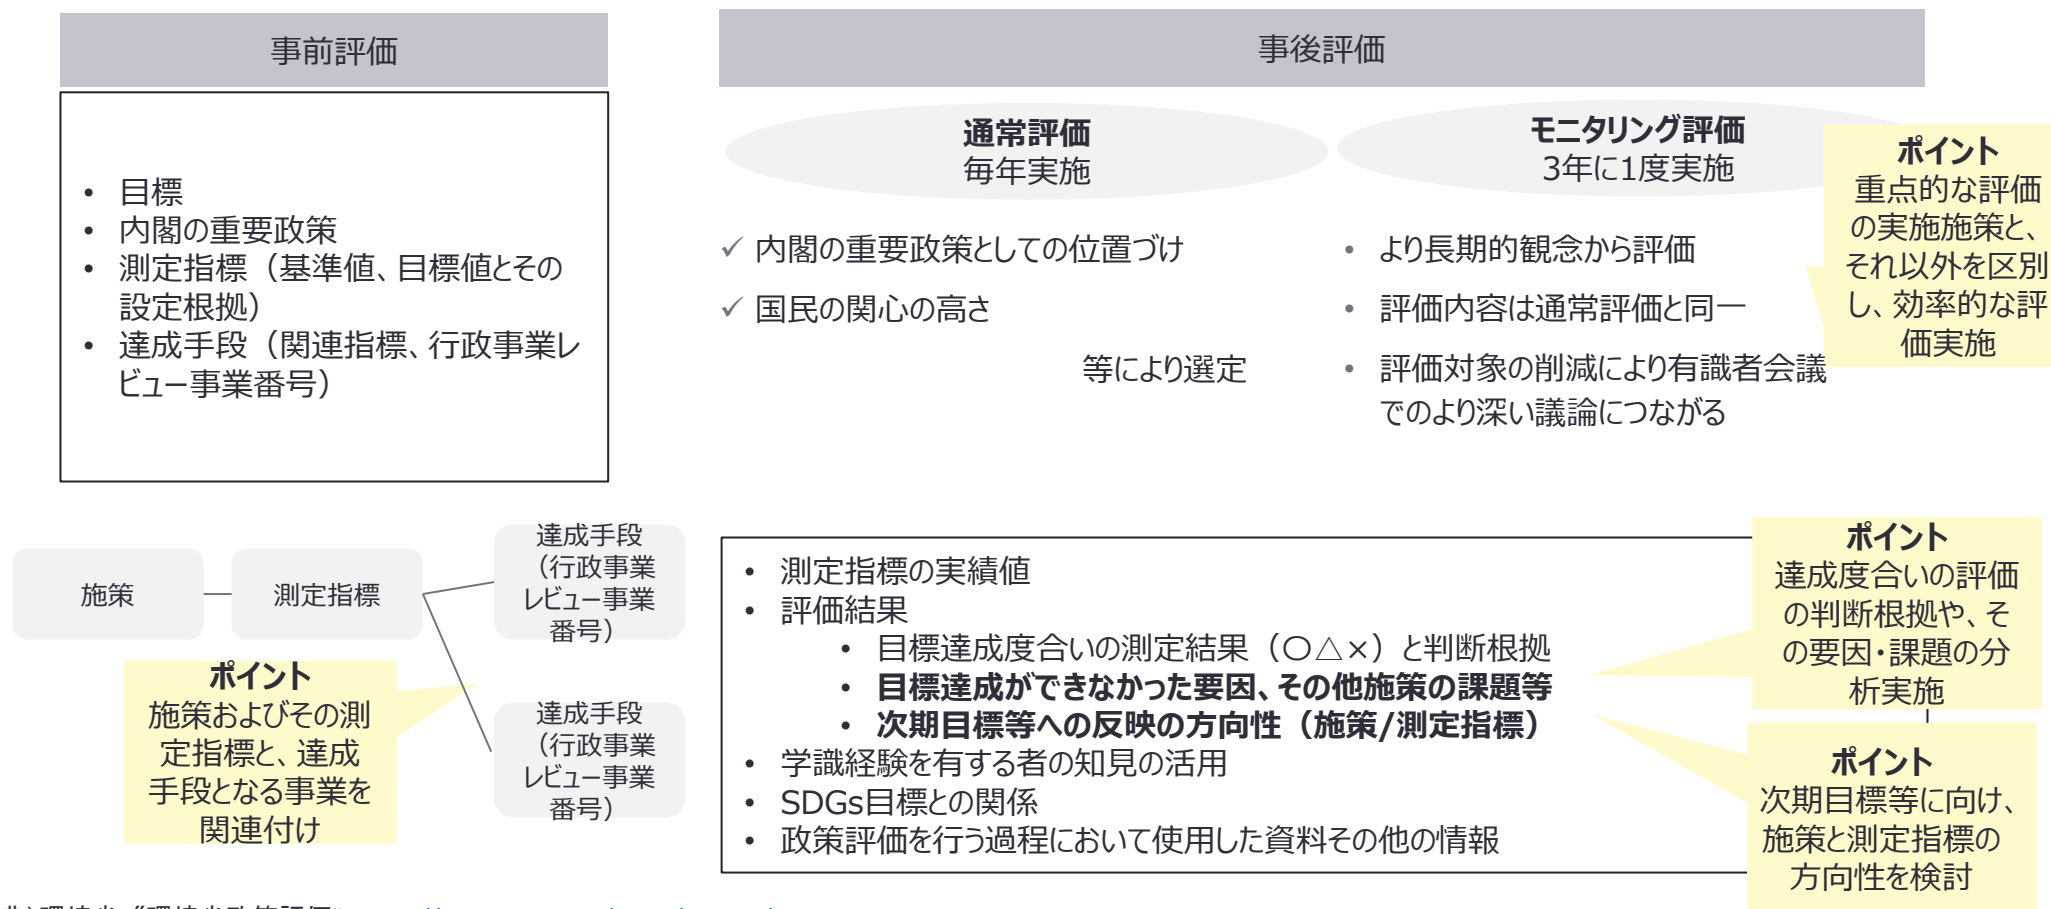 事前評価
• 目標
• 内閣の重要政策
• 測定指標（基準値、目標値とその
設定根拠）
• 達成手段（関連指標、行政事業レ
ビュー事業番号）
施策
測定指標
達成手段
（行政事業
レビュー事業
番号）
達成手段
（行政事業
レビュー事業
番号）
ポイント
施策およびその測
定指標と、達成
手段となる事業を
関連付け
事後評価
通常評価
毎年実施
✓ 内閣の重要政策としての位置づけ
✓ 国民の関心の高さ
等により選定
モニタリング評価
3年に1度実施
• より長期的観念から評価
• 評価内容は通常評価と同一
• 評価対象の削減により有識者会議
でのより深い議論につながる
ポイント
重点的な評価
の実施施策と、
それ以外を区別
し、効率的な評
価実施
• 測定指標の実績値
• 評価結果
• 目標達成度合いの測定結果（〇△×）と判断根拠
• 目標達成ができなかった要因、その他施策の課題等
• 次期目標等への反映の方向性（施策/測定指標）
• 学識経験を有する者の知見の活用
• SDGs目標との関係
• 政策評価を行う過程において使用した資料その他の情報
ポイント
達成度合いの評価
の判断根拠や、そ
の要因・課題の分
析実施
ポイント
次期目標等に向け、
施策と測定指標の
方向性を検討
環境省 "環境省政策評価"